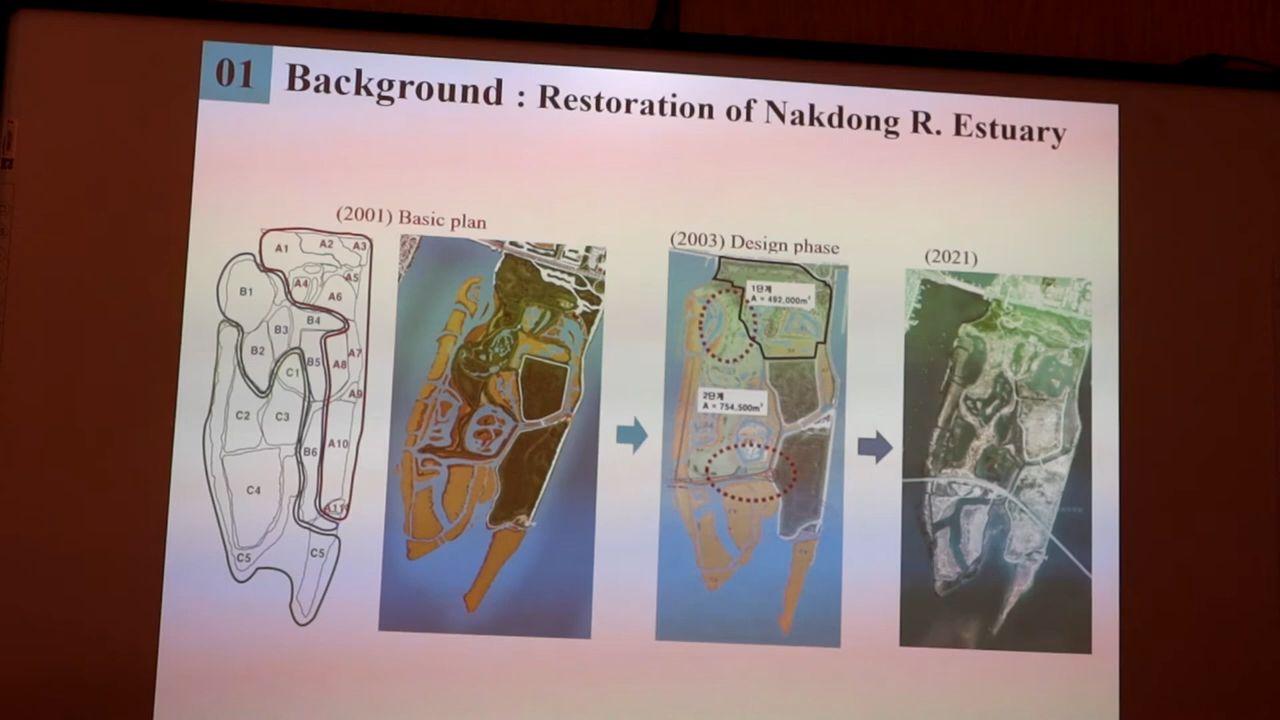 01
Background : Restoration of Nakdong R. Estuary
(2001) Basic plan
(2003) Design phase
(2021)
A1
A2
A3
B1
A4
A5
A6
B3
B4
B2
B5
A7
A8
C1
A9
C2
C3
A10
B6
C4
A11
C5
C5
1단계
A = 492,000m²
2단계
A = 754,500m²